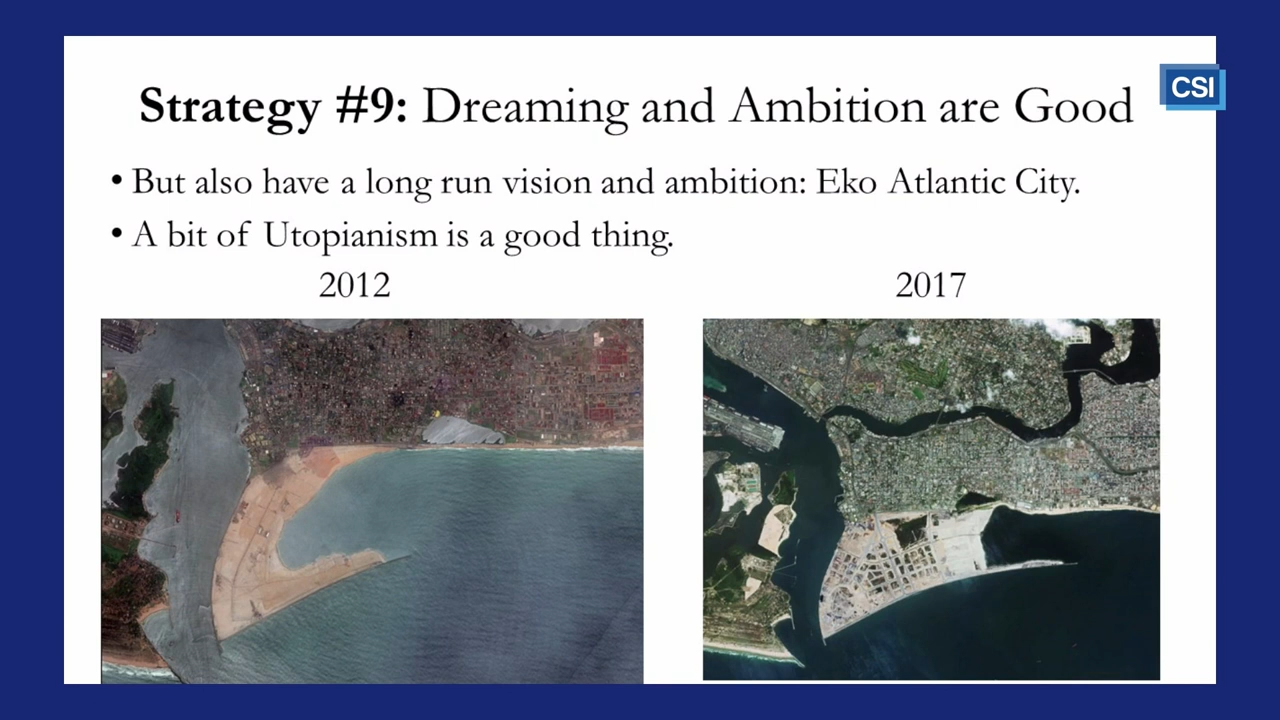 CSI
Strategy #9: Dreaming and Ambition are Good
• But also have a long run vision and ambition: Eko Atlantic City.
• A bit of Utopianism is a good thing.
2012
2017